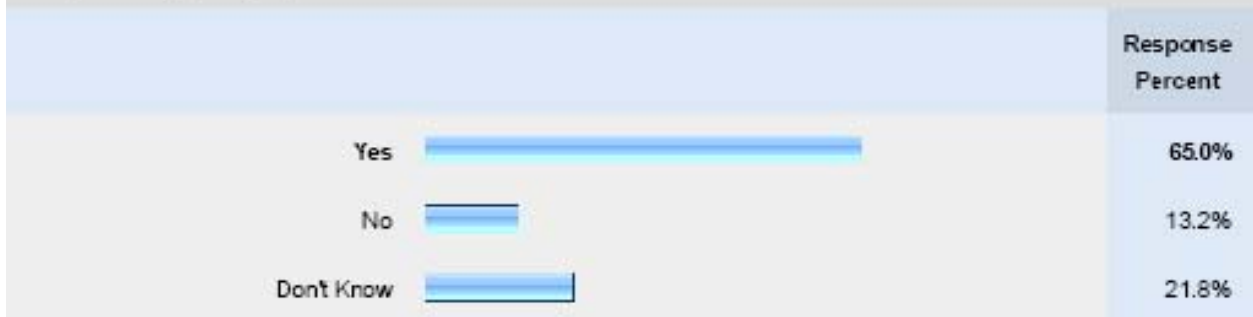 Response
Percent
Yes 65.0%
No 13.2%
Don't Know 21.8%